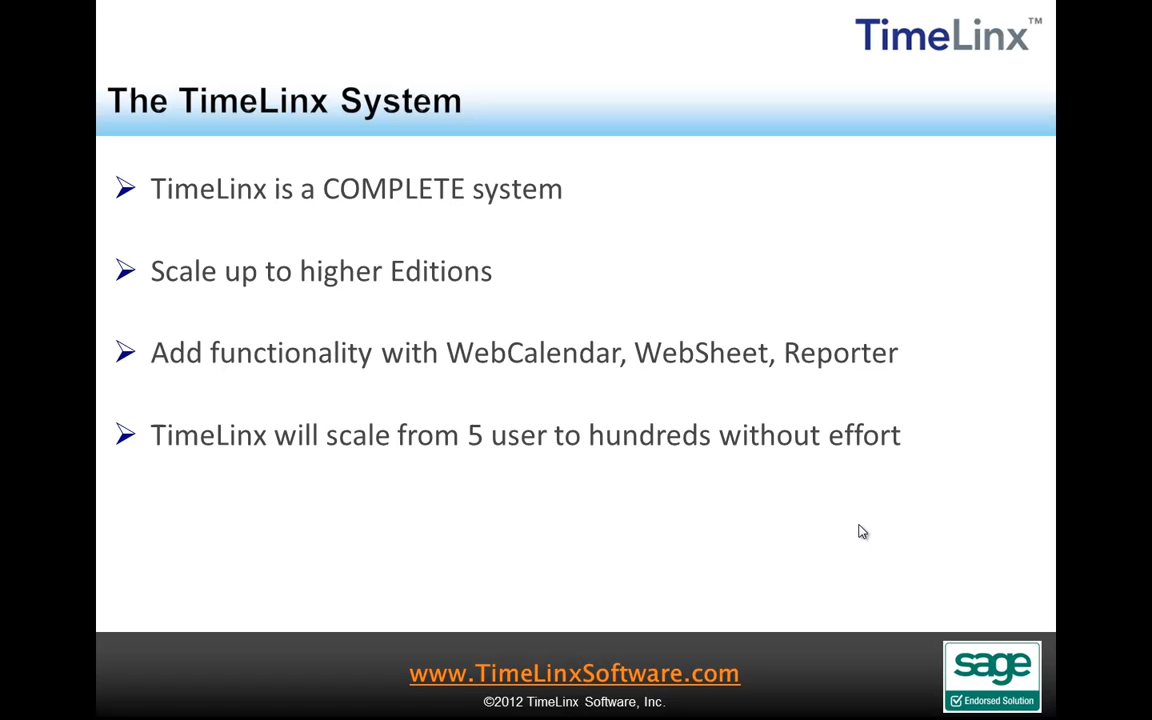 TimeLinx™
The TimeLinx System
TimeLinx is a COMPLETE system
Scale up to higher Editions
Add functionality with WebCalendar, WebSheet, Reporter
TimeLinx will scale from 5 user to hundreds without effort
www.TimeLinxSoftware.com
©2012 TimeLinx Software, Inc.
sage
Endorsed Solution